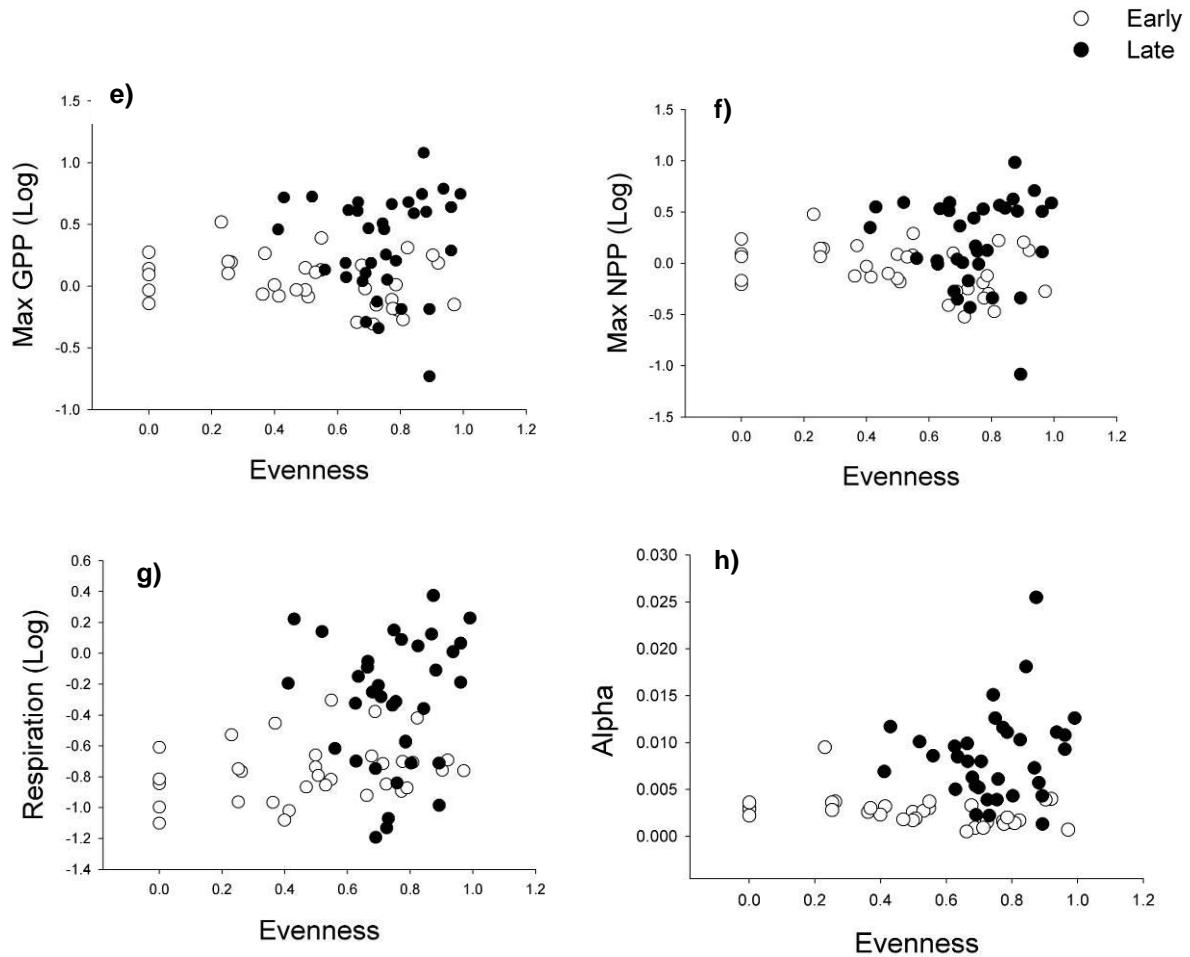 Early
Late
e)
Max GPP (Log)
1.5
1.0
0.5
0.0
-0.5
-1.0
0.0 0.2 0.4 0.6 0.8 1.0 1.2
Evenness
f)
Max NPP (Log)
1.5
1.0
0.5
0.0
-0.5
-1.0
-1.5
0.0 0.2 0.4 0.6 0.8 1.0 1.2
Evenness
g)
Respiration (Log)
0.6
0.4
0.2
0.0
-0.2
-0.4
-0.6
-0.8
-1.0
-1.2
-1.4
0.0 0.2 0.4 0.6 0.8 1.0 1.2
Evenness
h)
Alpha
0.030
0.025
0.020
0.015
0.010
0.005
0.000
0.0 0.2 0.4 0.6 0.8 1.0 1.2
Evenness